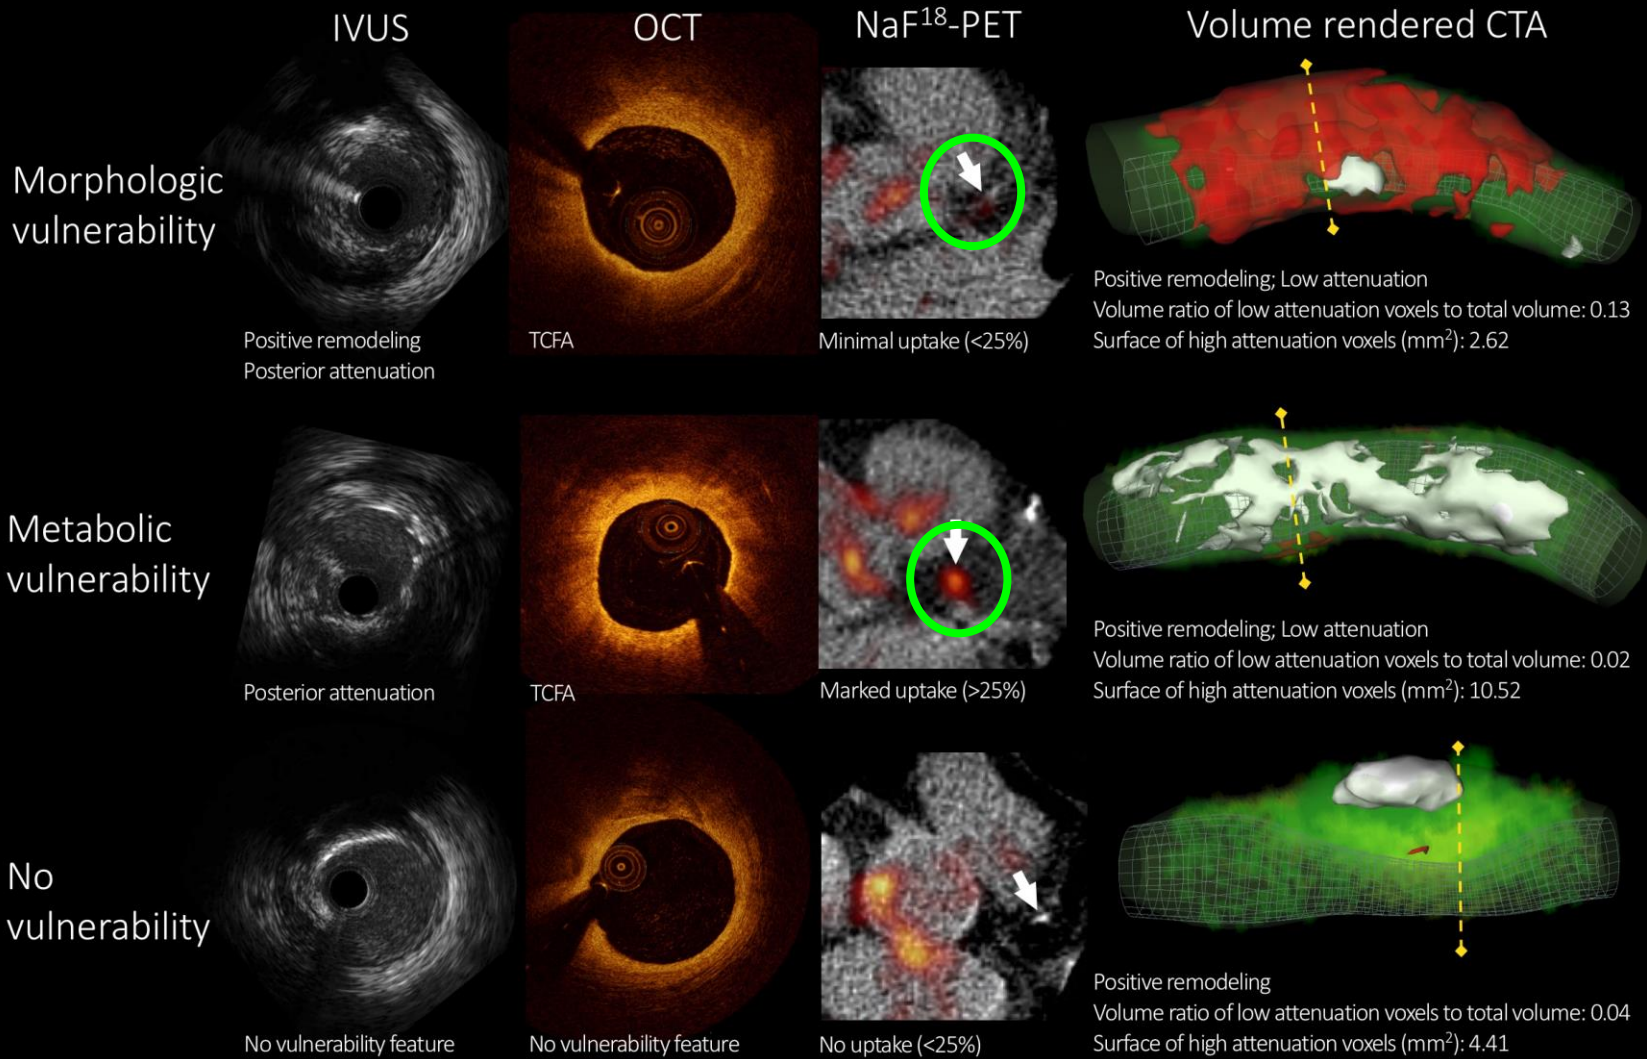 IVUS
OCT
NaF18-PET
Volume rendered CTA
Morphologic
vulnerability
Positive remodeling
Posterior attenuation
TCFA
Minimal uptake (<25%)
Positive remodeling; Low attenuation
Volume ratio of low attenuation voxels to total volume: 0.13
Surface of high attenuation voxels (mm2): 2.62
Metabolic
vulnerability
Posterior attenuation
TCFA
Marked uptake (>25%)
Positive remodeling; Low attenuation
Volume ratio of low attenuation voxels to total volume: 0.02
Surface of high attenuation voxels (mm2): 10.52
No
vulnerability
No vulnerability feature
No vulnerability feature
No uptake (<25%)
Positive remodeling
Volume ratio of low attenuation voxels to total volume: 0.04
Surface of high attenuation voxels (mm2): 4.41